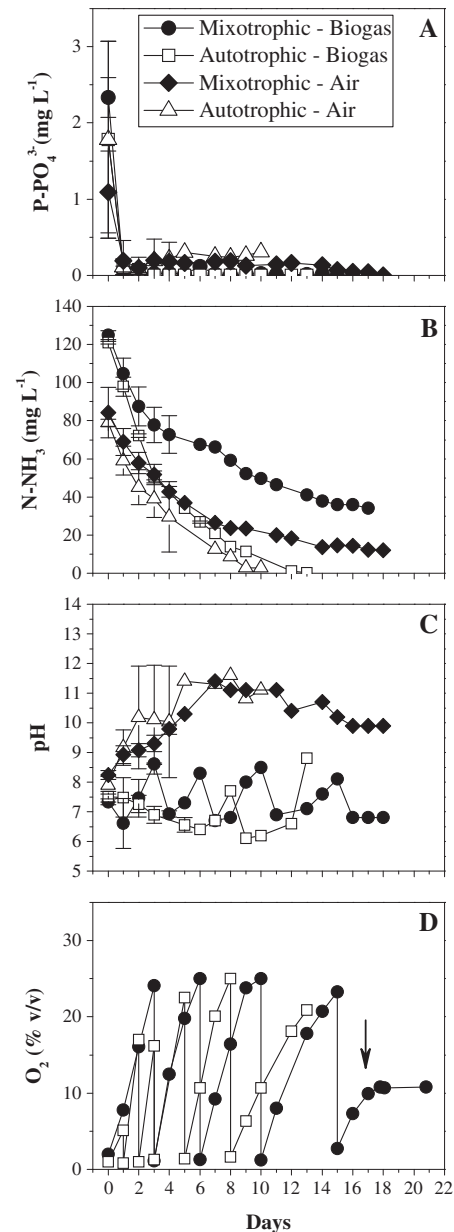 A
Mixotrophic - Biogas
Autotrophic - Biogas
Mixotrophic - Air
Autotrophic - Air
P-PO₄³⁻(mg L⁻¹)
3
2
1
0
B
N-NH₃ (mg L⁻¹)
140
120
100
80
60
40
20
0
C
pH
14
13
12
11
10
9
8
7
6
5
D
O₂ (% v/v)
30
20
10
0
0 2 4 6 8 10 12 14 16 18 20 22
Days